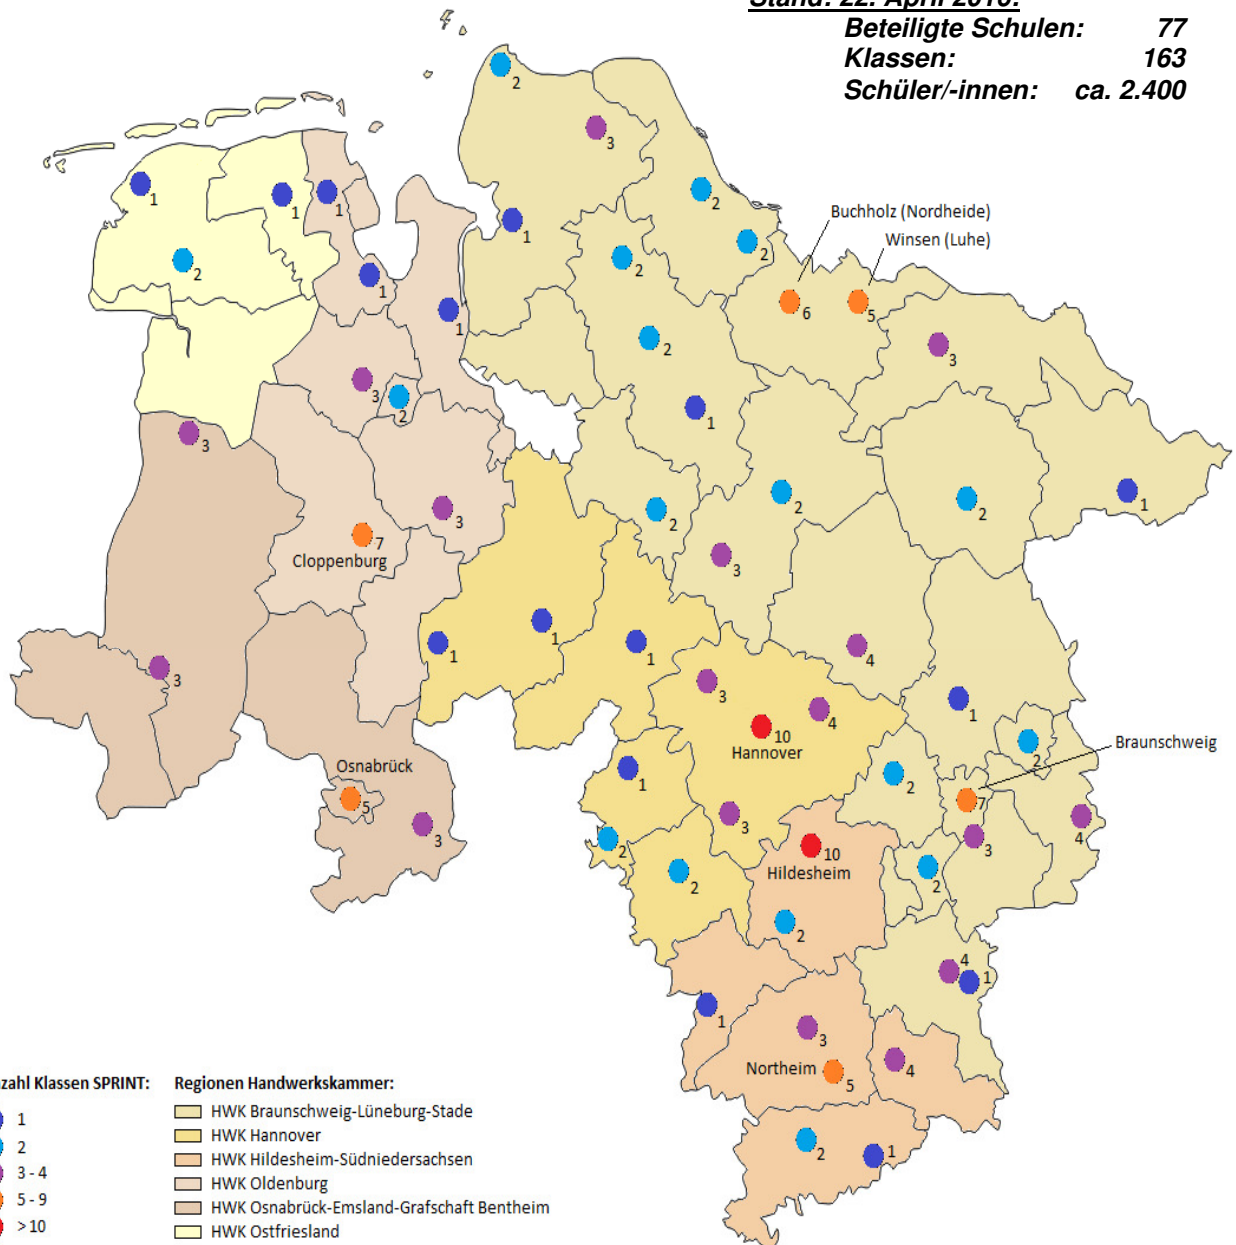 Beteiligte Schulen: 77
Klassen: 163
Schüler/-innen: ca. 2.400
2
3
1
1
1
2
1
2
2
2
1
1
2
Buchholz (Nordheide)
Winsen (Luhe)
6
5
3
2
1
3
2
3
3
7
Cloppenburg
2
2
3
2
1
1
1
1
4
3
3
4
10
Hannover
1
2
Braunschweig
Osnabrück
5
3
1
2
7
3
4
2
2
3
10
Hildesheim
2
2
4
1
1
3
Northeim
5
4
2
1
zahl Klassen SPRINT:
1
2
3 - 4
5 - 9
>10
Regionen Handwerkskammer:
HWK Braunschweig-Lüneburg-Stade
HWK Hannover
HWK Hildesheim-Südniedersachsen
HWK Oldenburg
HWK Osnabrück-Emsland-Grafschaft Bentheim
HWK Ostfriesland